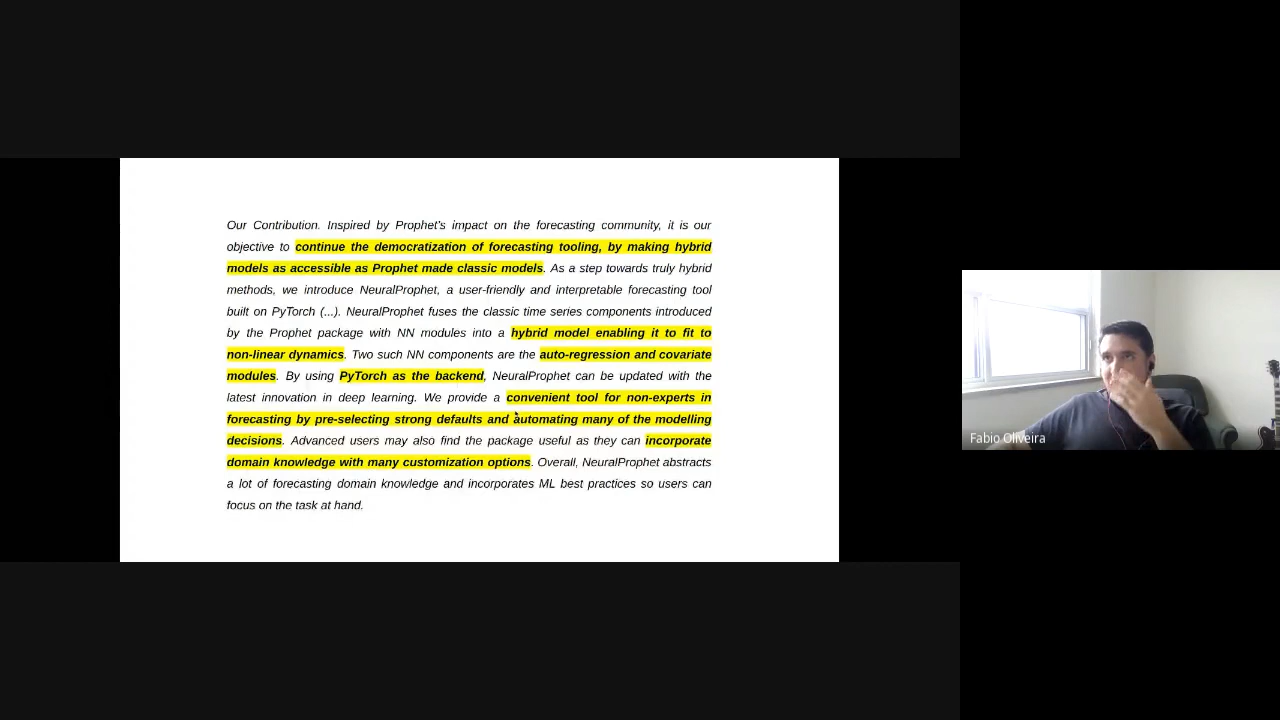 Our Contribution. Inspired by Prophet's impact on the forecasting community, it is our
objective to continue the democratization of forecasting tooling, by making hybrid
models as accessible as Prophet made classic models. As a step towards truly hybrid
methods, we introduce NeuralProphet, a user-friendly and interpretable forecasting tool
built on PyTorch (...). NeuralProphet fuses the classic time series components introduced
by the Prophet package with NN modules into a hybrid model enabling it to fit to
non-linear dynamics. Two such NN components are the auto-regression and covariate
modules. By using PyTorch as the backend, NeuralProphet can be updated with the
latest innovation in deep learning. We provide a convenient tool for non-experts in
forecasting by pre-selecting strong defaults and automating many of the modelling
decisions. Advanced users may also find the package useful as they can incorporate
domain knowledge with many customization options. Overall, NeuralProphet abstracts
a lot of forecasting domain knowledge and incorporates ML best practices so users can
focus on the task at hand.
Fabio Oliveira